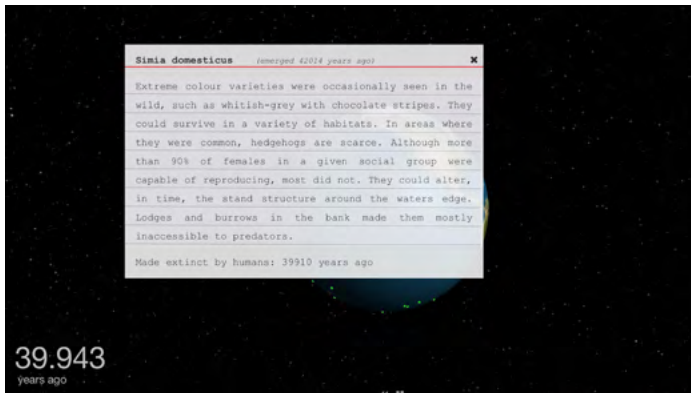 Simia domesticus (emerged 42014 years ago) ✖
Extreme colour varieties were occasionally seen in the
wild, such as whitish-grey with chocolate stripes. They
could survive in a variety of habitats. In areas where
they were common, hedgehogs are scarce. Although more
than 90% of females in a given social group were
capable of reproducing, most did not. They could alter,
in time, the stand structure around the waters edge.
Lodges and burrows in the bank made them mostly
inaccessible to predators.
Made extinct by humans: 39910 years ago
39.943
years ago